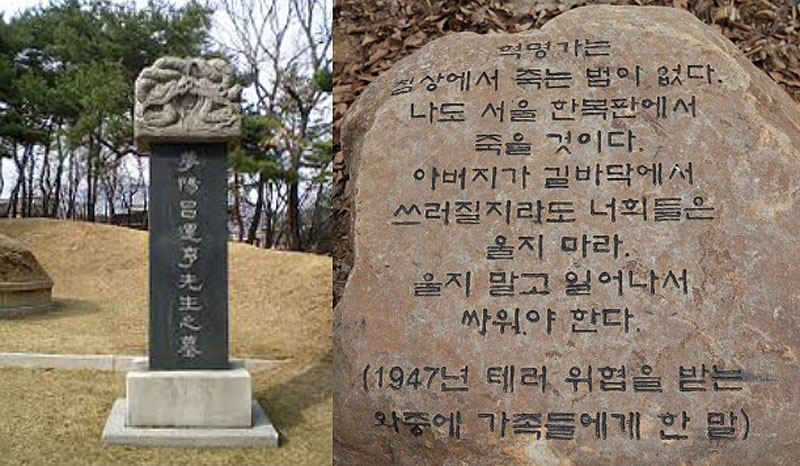 夢陽呂運亨先生之墓
혁명가는
침상에서 죽는 법이 없다.
나도 서울 한복판에서
죽을 것이다.
아버지가 길바닥에서
쓰러질지라도 너희들은
울지 마라.
울지 말고 일어나서
싸워야 한다.
(1947년 테러 위협을 받는
와중에 가족들에게 한 말)